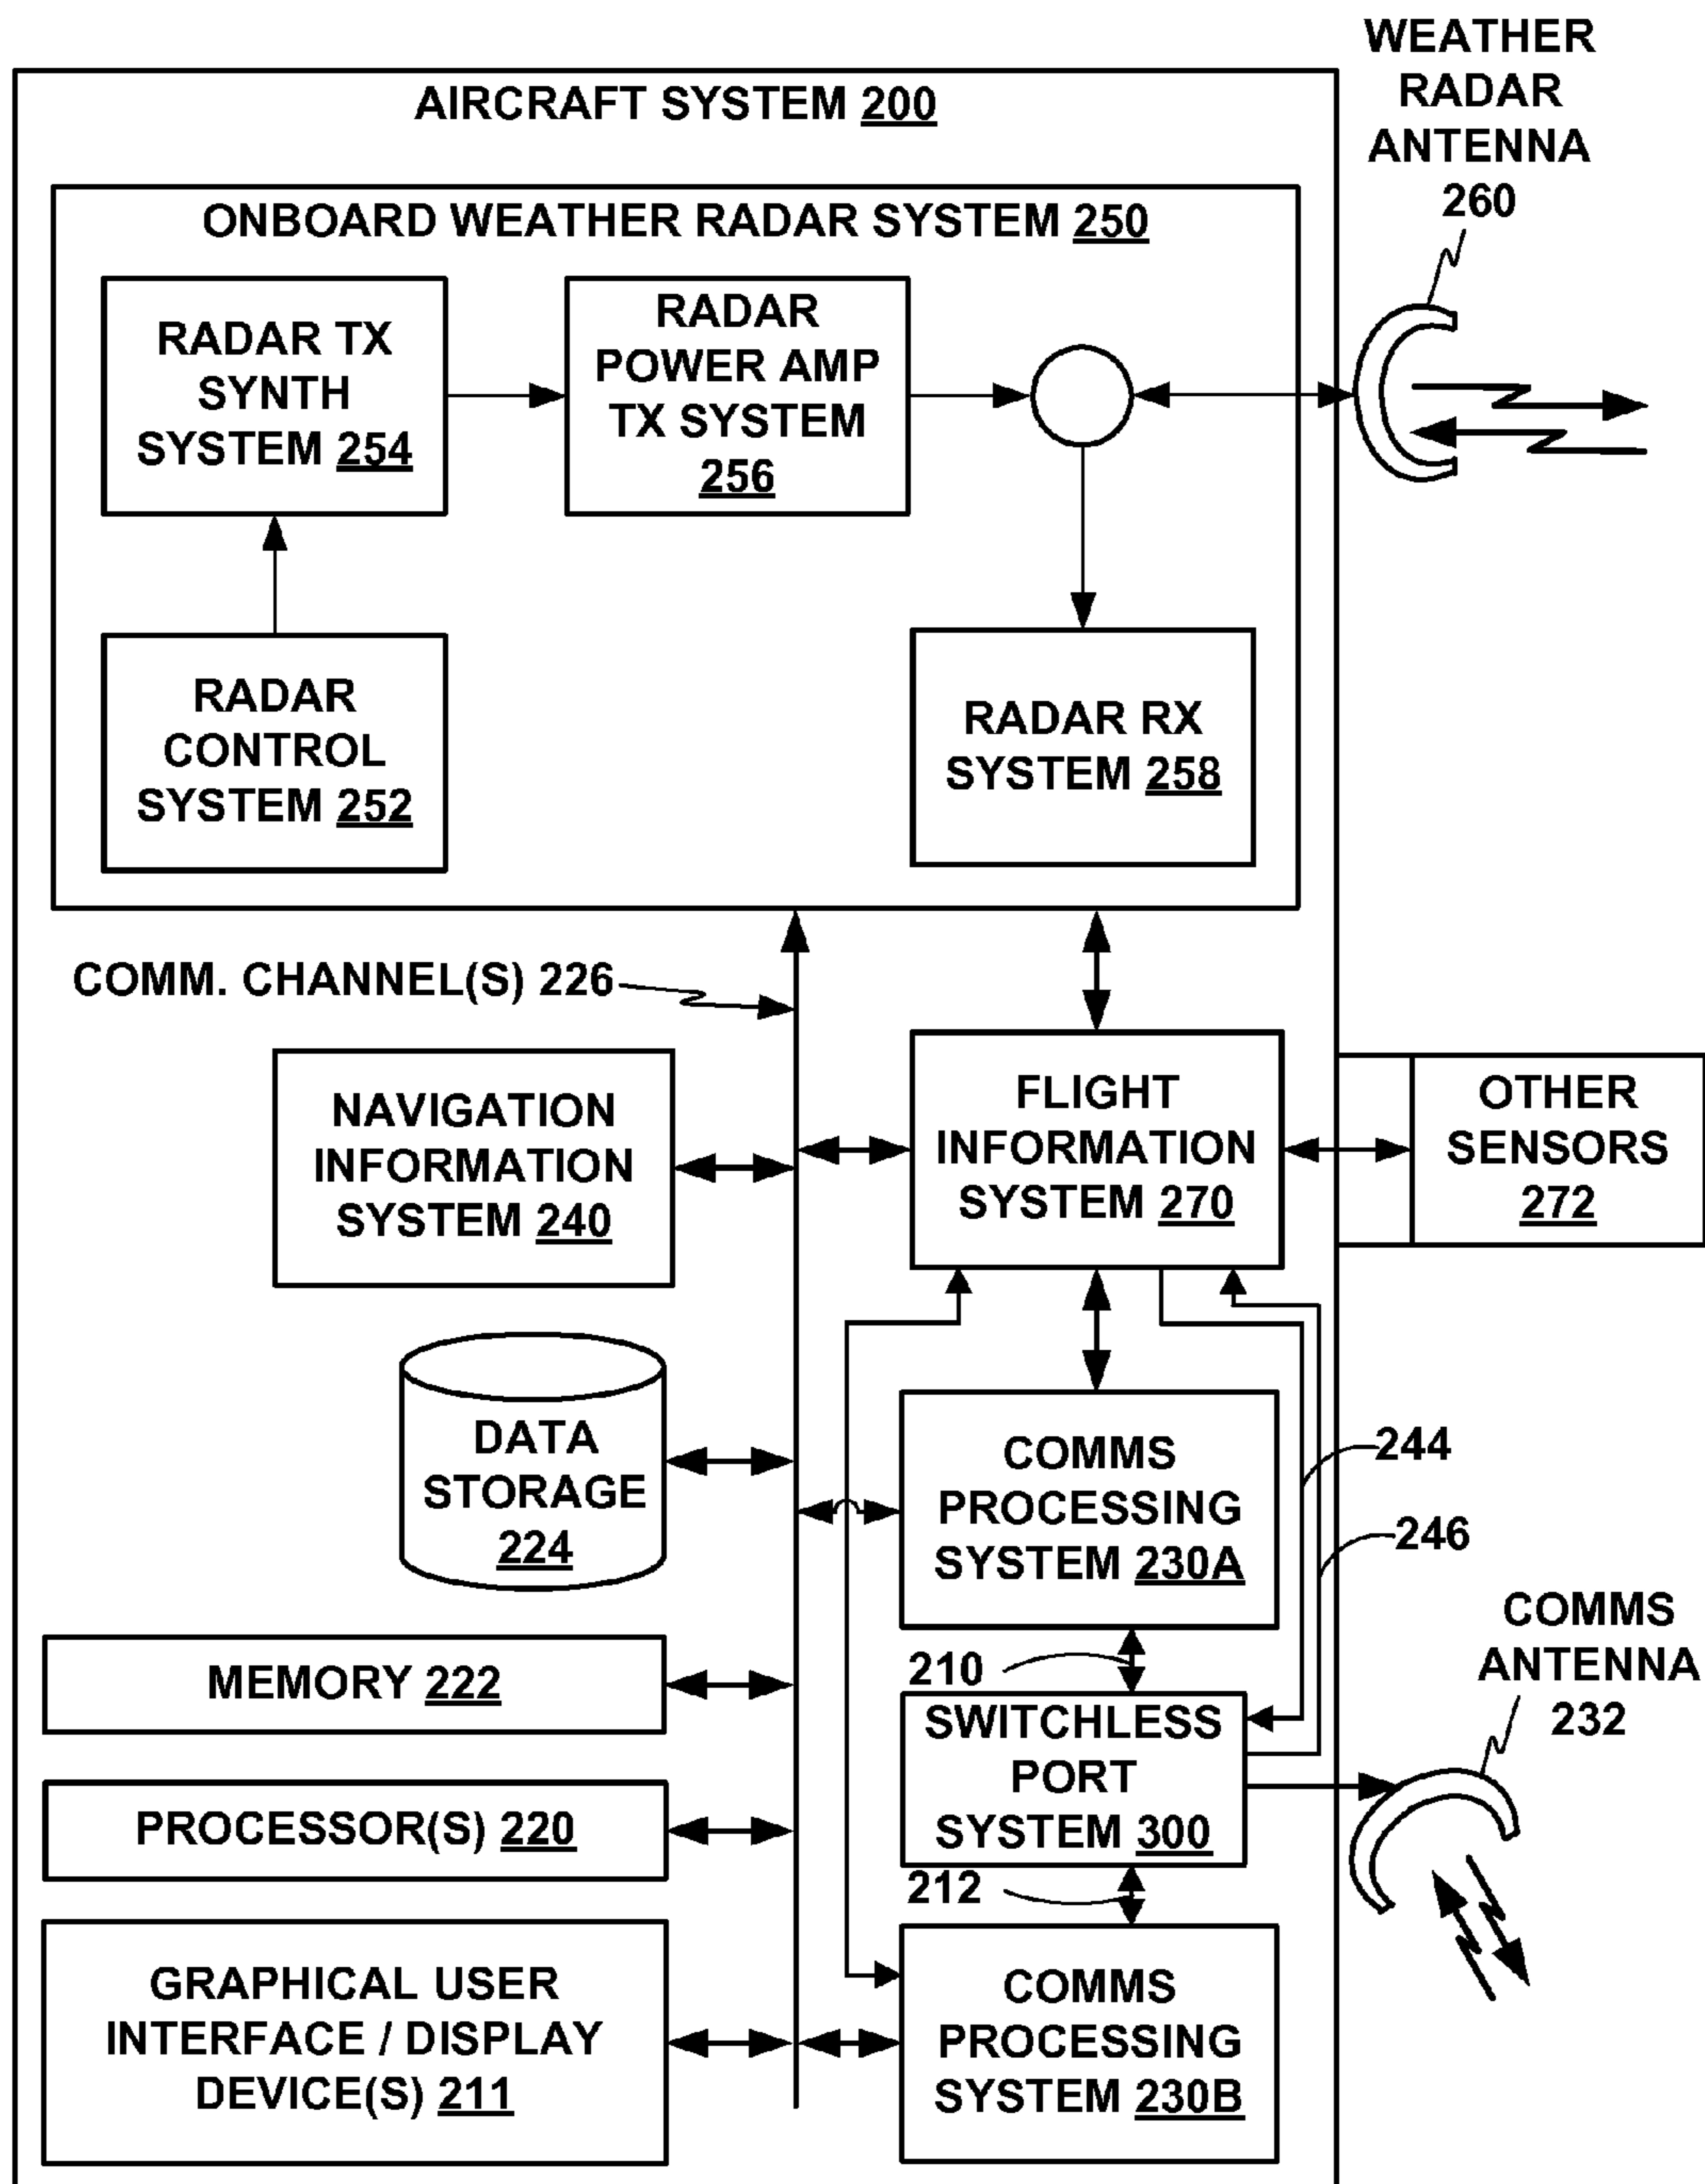 WEATHER
RADAR
ANTENNA
260
AIRCRAFT SYSTEM 200
ONBOARD WEATHER RADAR SYSTEM 250
RADAR TX
SYNTH
SYSTEM 254
RADAR
POWER AMP
TX SYSTEM
256
RADAR
CONTROL
SYSTEM 252
RADAR RX
SYSTEM 258
COMM. CHANNEL(S) 226
NAVIGATION
INFORMATION
SYSTEM 240
FLIGHT
INFORMATION
SYSTEM 270
OTHER
SENSORS
272
DATA
STORAGE
224
COMMS
PROCESSING
SYSTEM 230A
244
246
COMMS
ANTENNA
232
MEMORY 222
210
SWITCHLESS
PORT
SYSTEM 300
PROCESSOR(S) 220
212
GRAPHICAL USER
INTERFACE / DISPLAY
DEVICE(S) 211
COMMS
PROCESSING
SYSTEM 230B